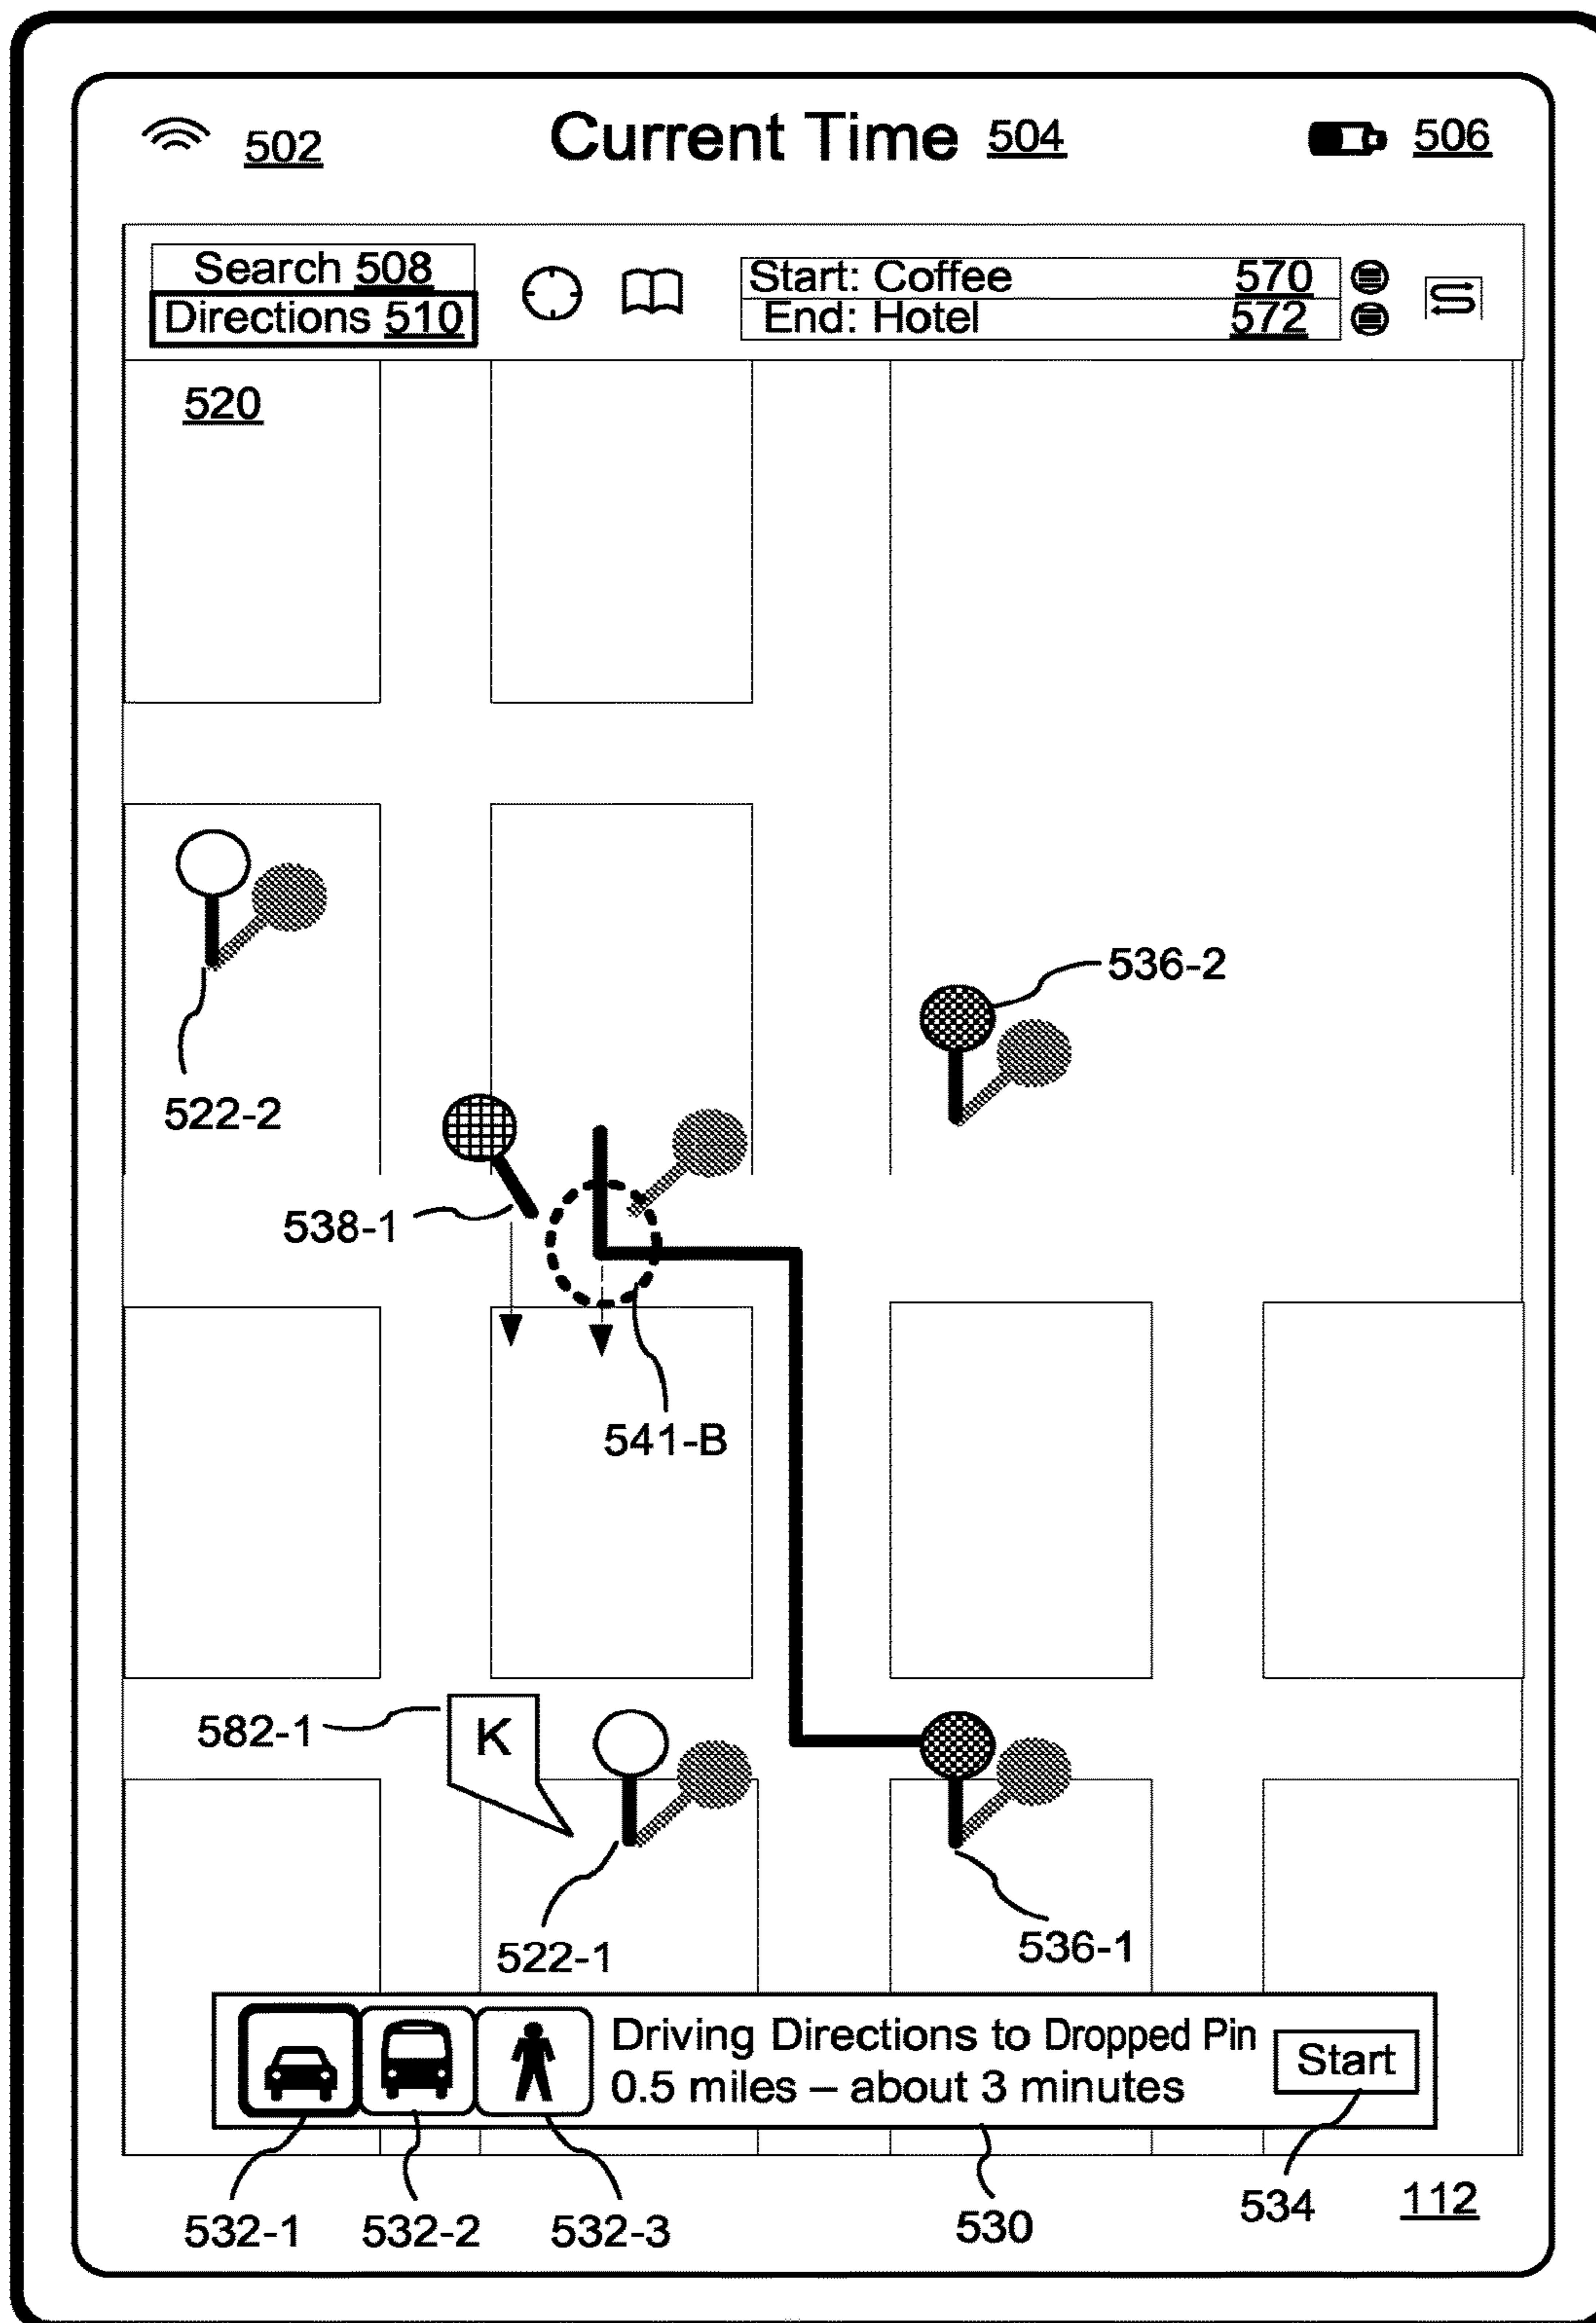 502
Current Time 504
506
Search 508
Directions 510
Start: Coffee 570
End: Hotel 572
520
536-2
522-2
538-1
541-B
582-1
K
522-1
536-1
Driving Directions to Dropped Pin
0.5 miles – about 3 minutes
Start
532-1
532-2
532-3
530
534
112